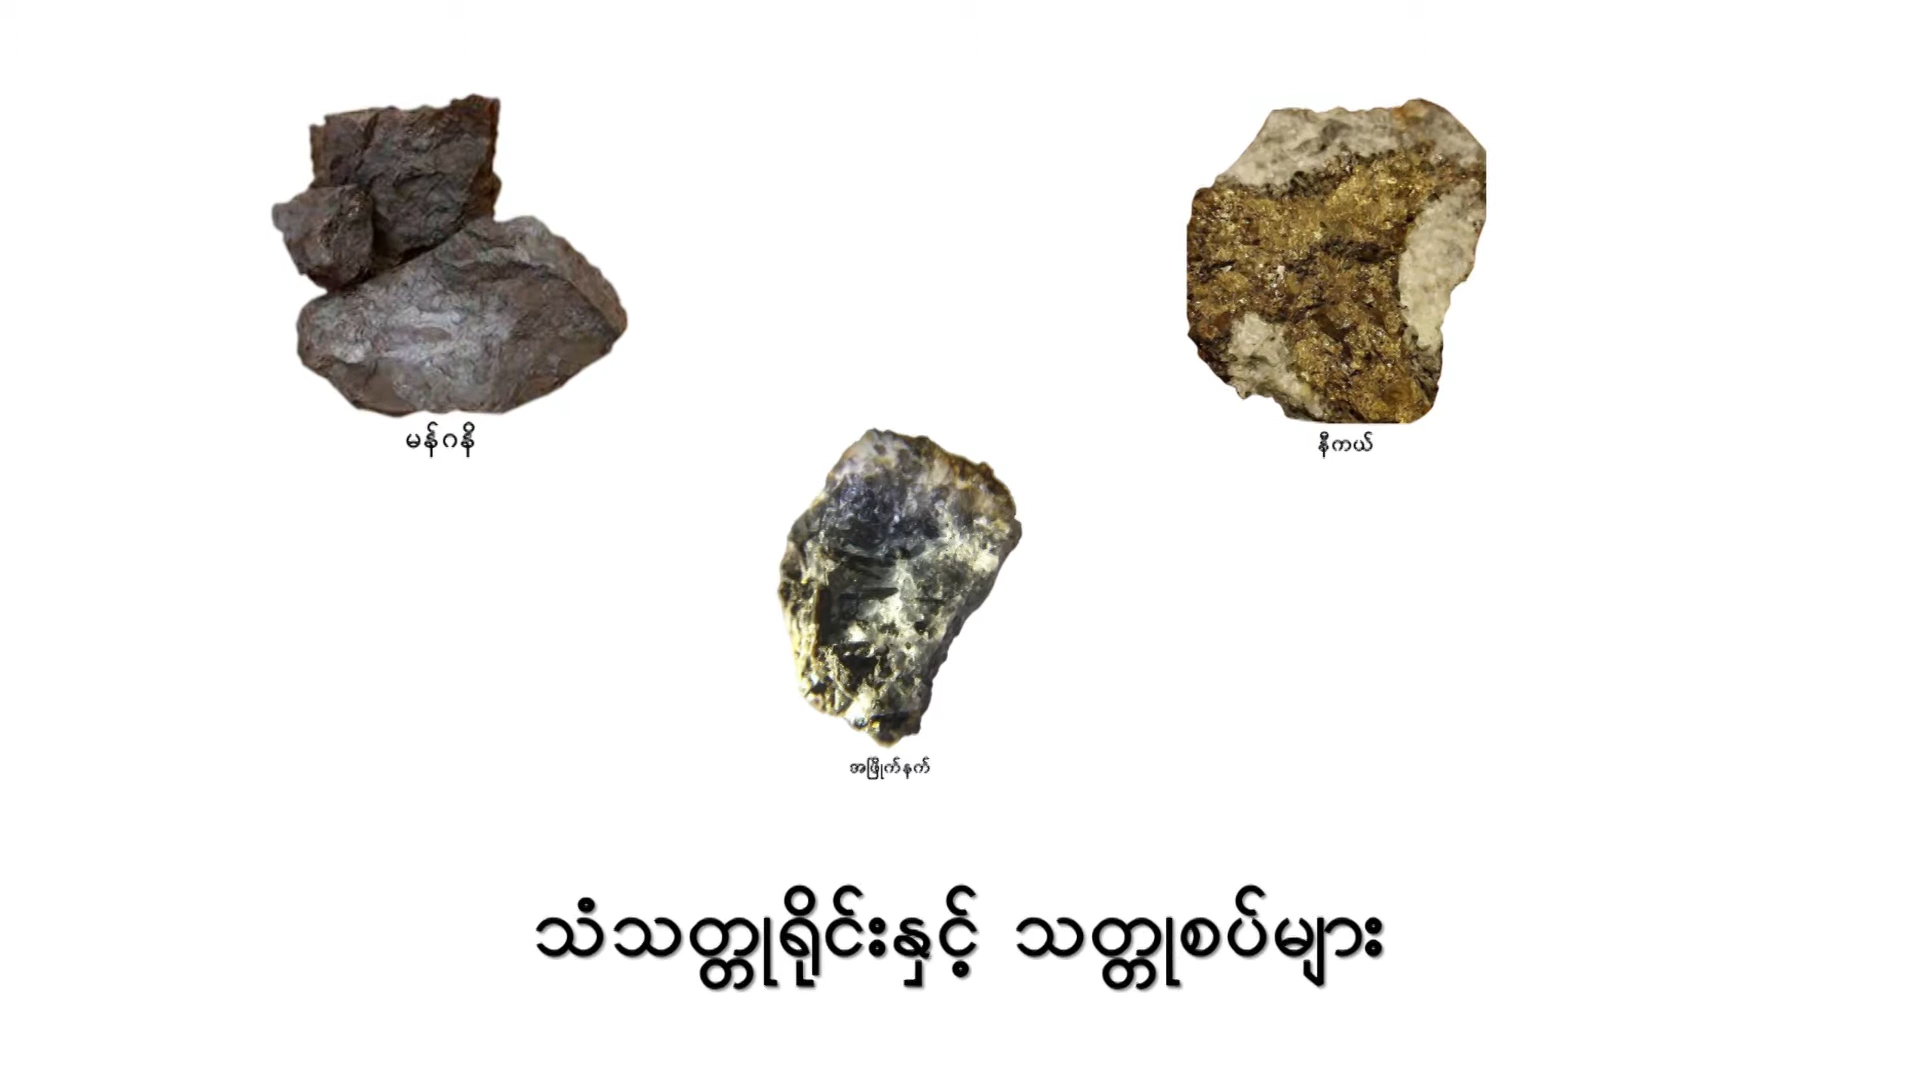 မန်ဂနိ
နီကယ်
အဖြိုက်နက်
သံသတ္တုရိုင်းနှင့် သတ္တုစပ်များ